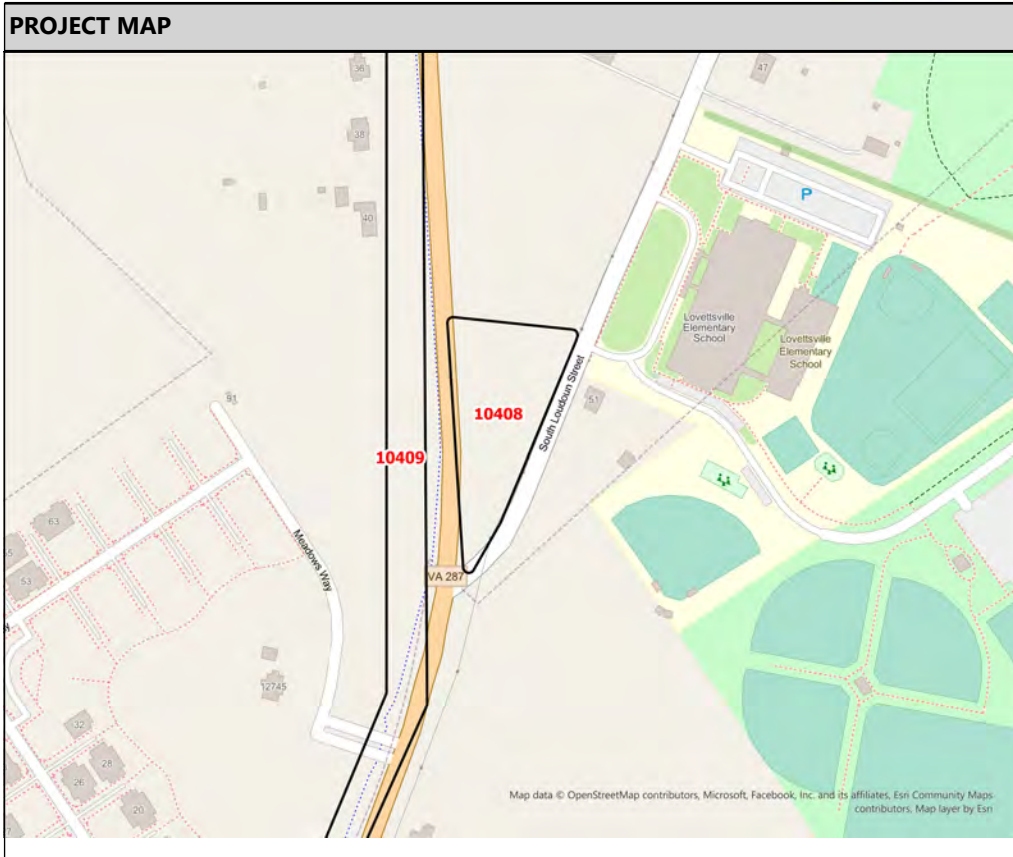 PROJECT MAP
36
47
38
P
40
Lovettsville
Elementary
School
Lovettsville
Elementary
School
South Loudoun Street
10408
51
91
10409
63
53
Meadows Way
VA 287
12745
32
28
26
20
Map data © OpenStreetMap contributors, Microsoft, Facebook, Inc. and its affiliates, Esri Community Maps
contributors, Map layer by Esri